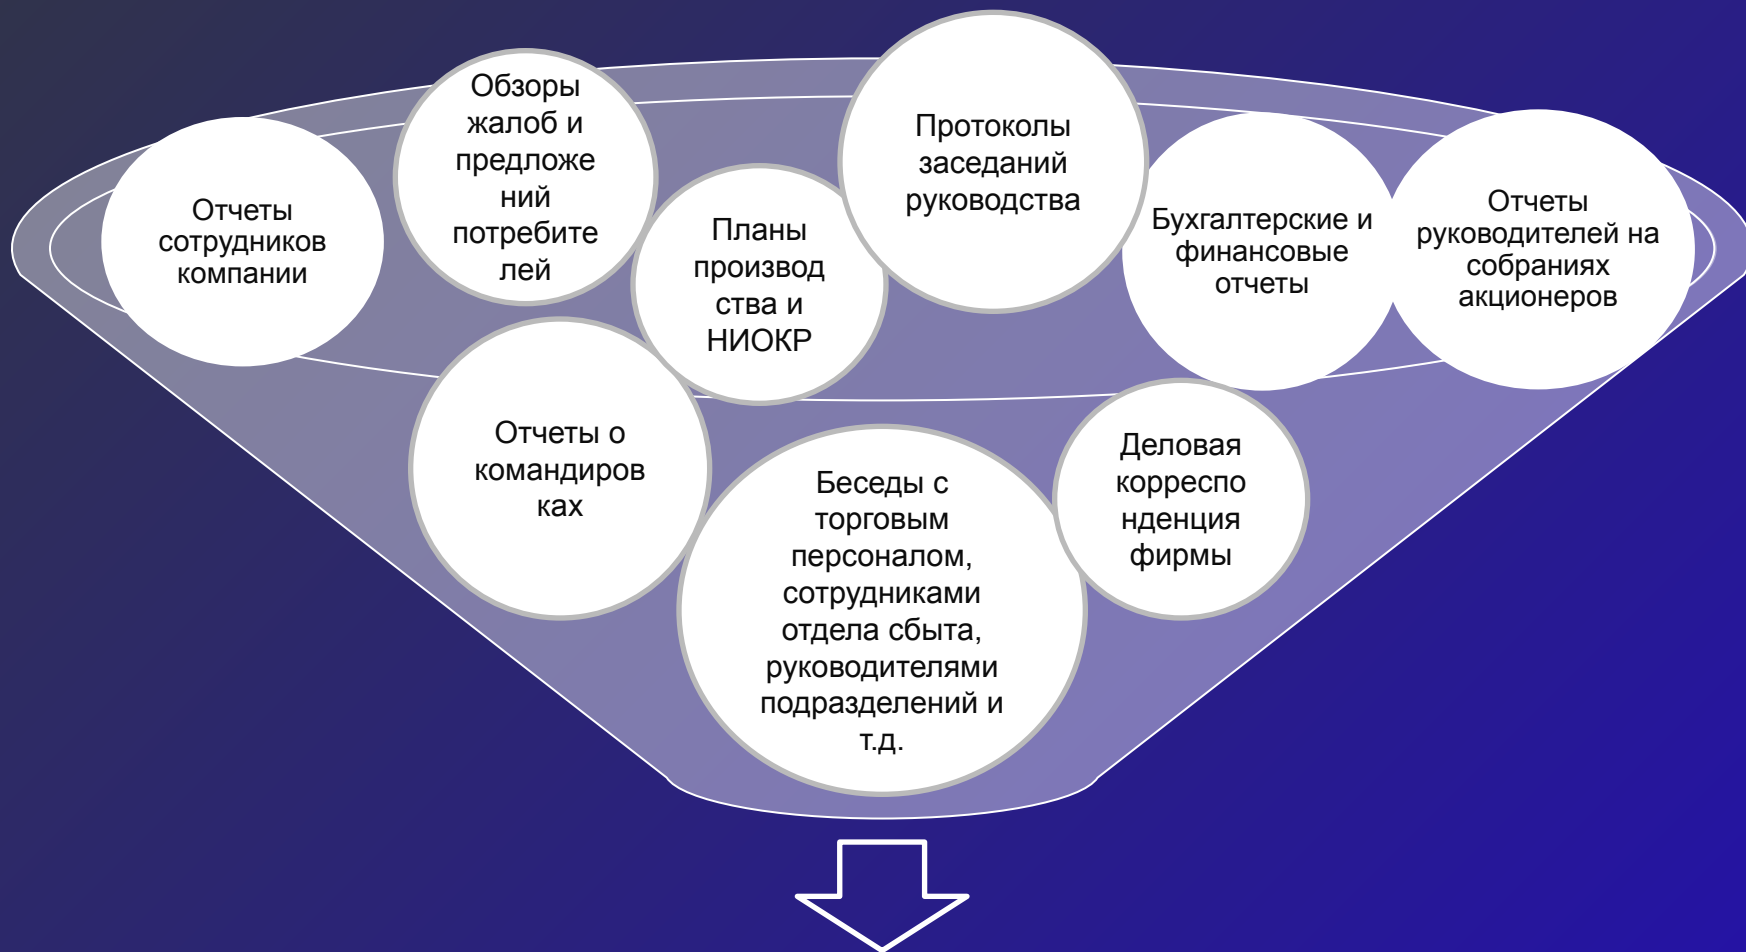 Отчеты
сотрудников
компании
Обзоры
жалоб и
предложе
ний
потребите
лей
Планы
производ
ства и
НИОКР
Протоколы
заседаний
руководства
Бухгалтерские и
финансовые
отчеты
Отчеты
руководителей на
собраниях
акционеров
Отчеты о
командиров
ках
Беседы с
торговым
персоналом,
сотрудниками
отдела сбыта,
руководителями
подразделений и
т.д.
Деловая
корреспо
нденция
фирмы